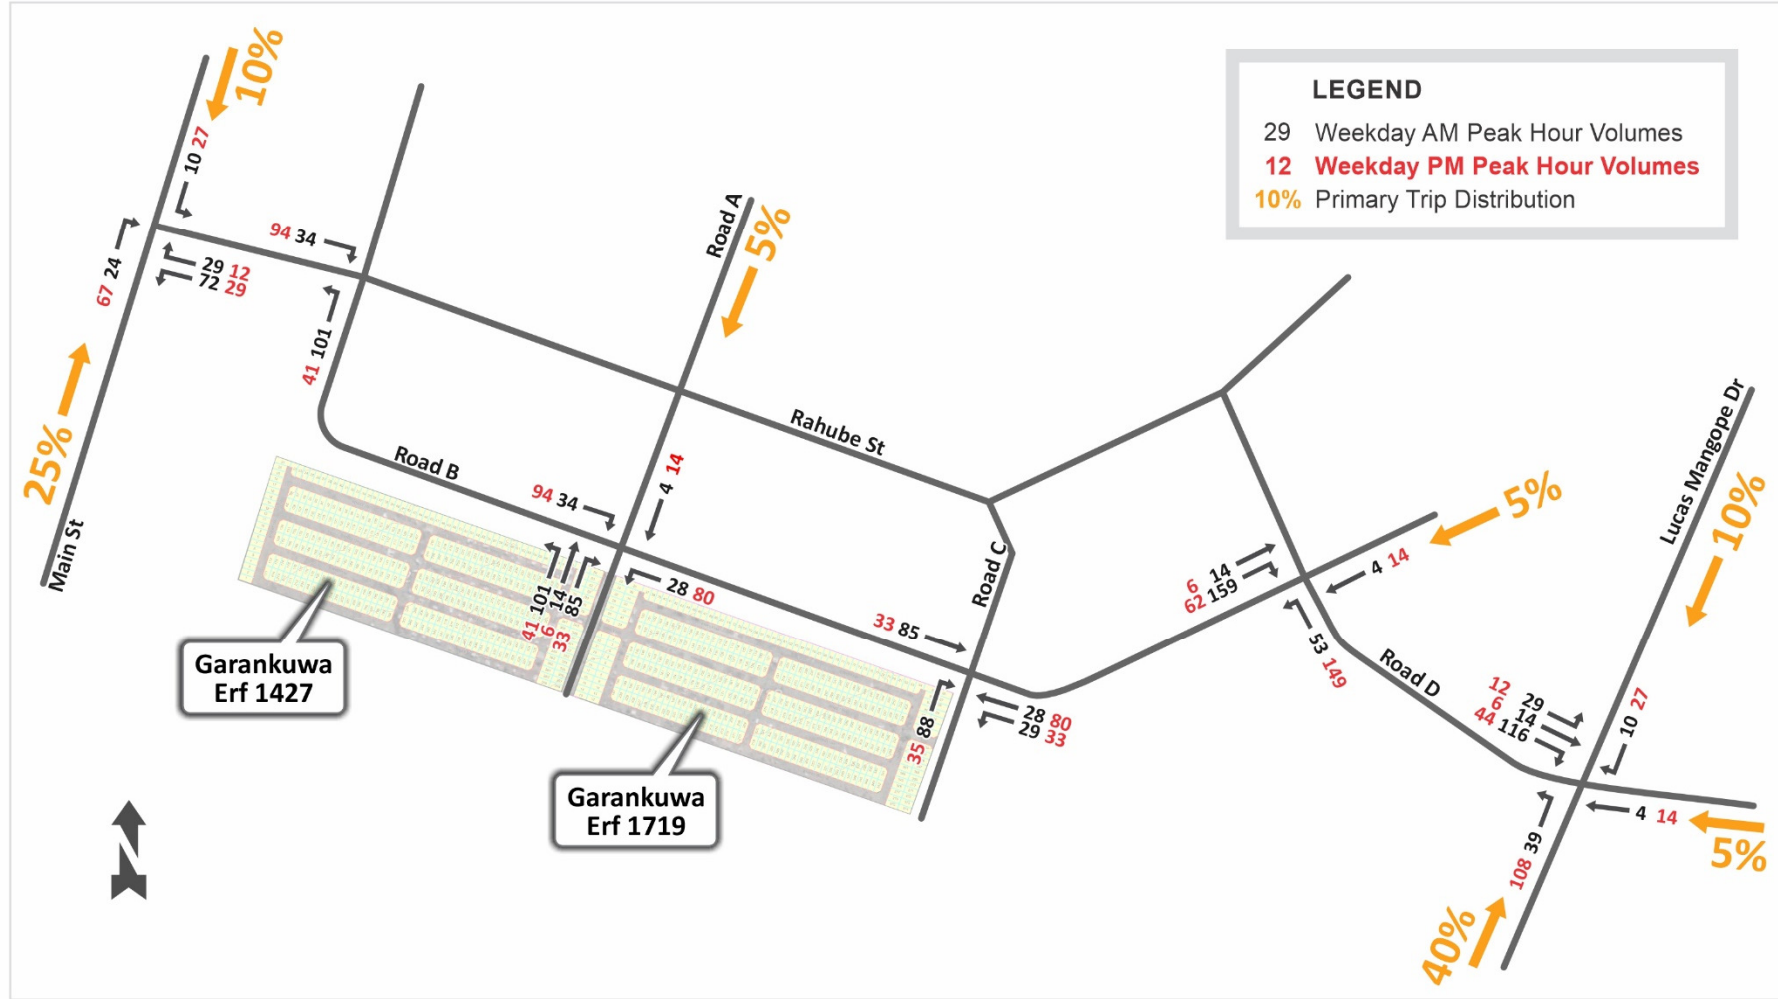 10%
10 27
67 24
94 34
29 12
72 29
41 101
25%
Main St
Road A
5%
LEGEND
29 Weekday AM Peak Hour Volumes
12 Weekday PM Peak Hour Volumes
10% Primary Trip Distribution
Rahube St
Road B
4 14
94 34
41 101
6 14
33 85
28 80
Road C
33 85
35 88
28 80
29 33
Garankuwa
Erf 1427
Garankuwa
Erf 1719
6 14
62 159
5%
4 14
53 149
Road D
Lucas Mangope Dr
10%
12 29
6 14
44 116
10 27
4 14
5%
108 39
40%